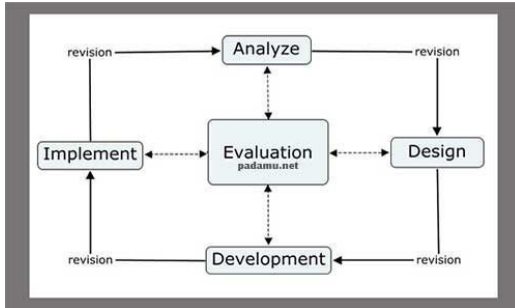 Analyze
revision
revision
Implement
Evaluation
padamu.net
Design
revision
Development
revision